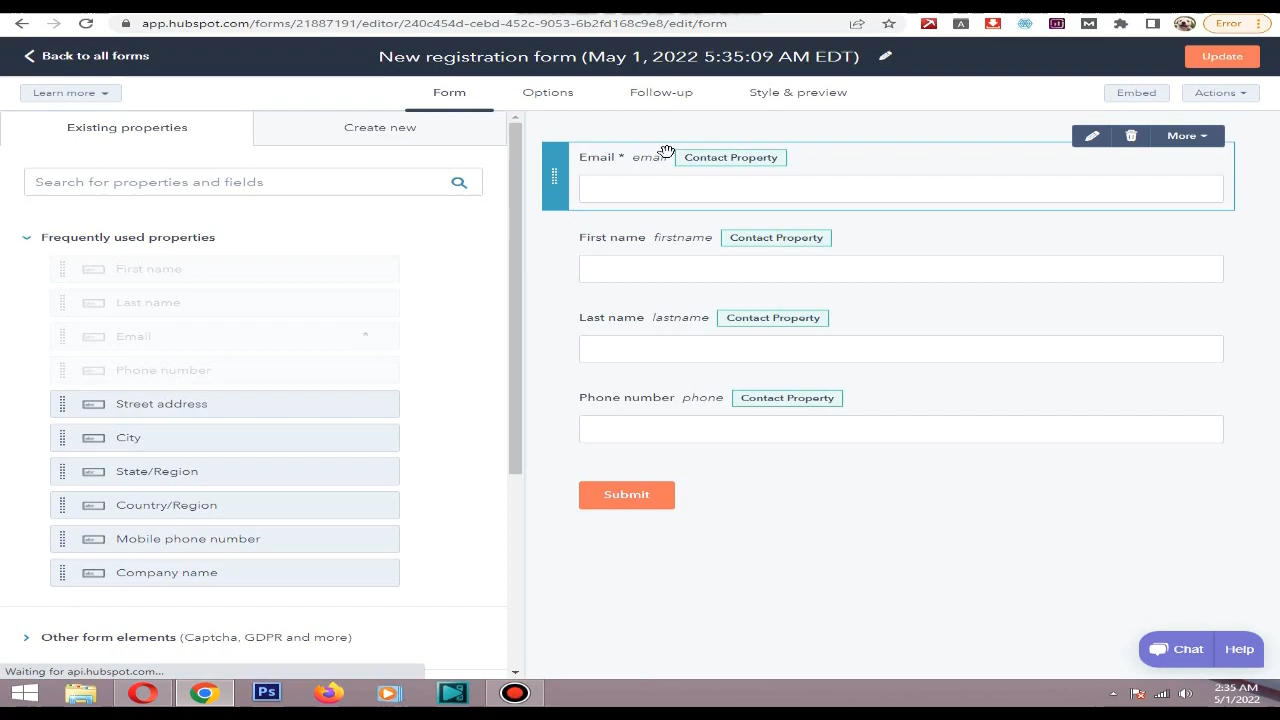 app.hubspot.com/forms/21887191/editor/240c454d-cebd-452c-9053-6b2fd168c9e8/edit/form
Error
Back to all forms
New registration form (May 1, 2022 5:35:09 AM EDT)
Update
Learn more
Form
Options
Follow-up
Style & preview
Embed
Actions
Existing properties
Create new
More
Search for properties and fields
Email * email
Contact Property
Frequently used properties
First name
Last name
Email
Phone number
Street address
City
State/Region
Country/Region
Mobile phone number
Company name
First name firstname
Contact Property
Last name lastname
Contact Property
Phone number phone
Contact Property
Submit
Other form elements (Captcha, GDPR and more)
Chat
Help
Waiting for api.hubspot.com...
Ps
2:35 AM
5/1/2022